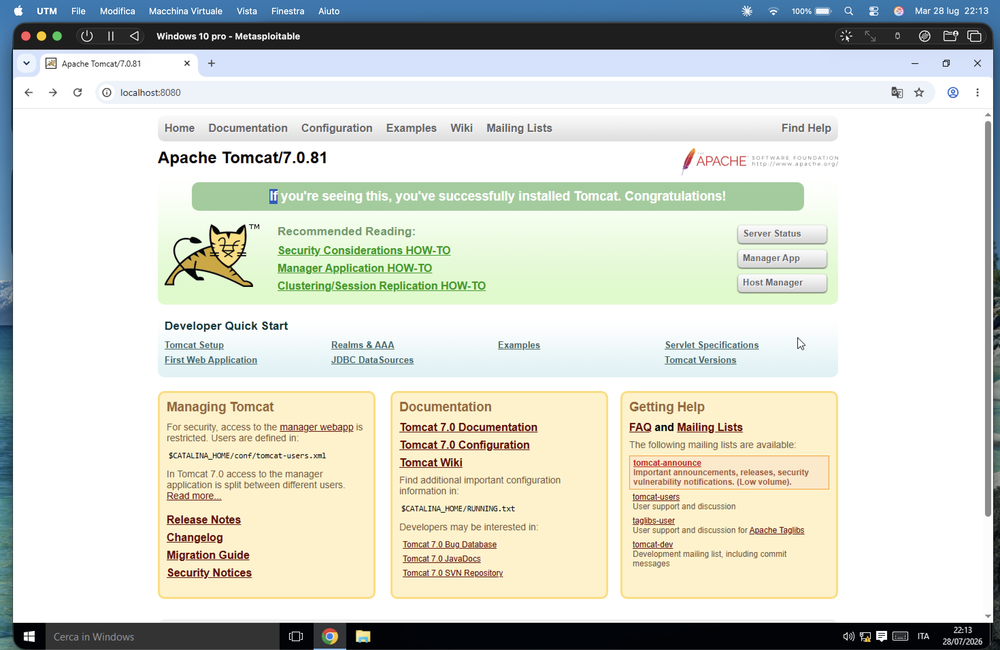 UTM File Modifica Macchina Virtuale Vista Finestra Aiuto 100% Mar 28 lug 22:13
Windows 10 pro - Metasploitable
Apache Tomcat/7.0.81
localhost:8080
Home Documentation Configuration Examples Wiki Mailing Lists Find Help
Apache Tomcat/7.0.81
THE APACHE SOFTWARE FOUNDATION
http://www.apache.org/
If you're seeing this, you've successfully installed Tomcat. Congratulations!
TM
Recommended Reading:
Security Considerations HOW-TO
Manager Application HOW-TO
Clustering/Session Replication HOW-TO
Server Status
Manager App
Host Manager
Developer Quick Start
Tomcat Setup
First Web Application
Realms & AAA
JDBC DataSources
Examples
Servlet Specifications
Tomcat Versions
Managing Tomcat
For security, access to the manager webapp is
restricted. Users are defined in:
$CATALINA_HOME/conf/tomcat-users.xml
In Tomcat 7.0 access to the manager
application is split between different users.
Read more...
Release Notes
Changelog
Migration Guide
Security Notices
Documentation
Tomcat 7.0 Documentation
Tomcat 7.0 Configuration
Tomcat Wiki
Find additional important configuration
information in:
$CATALINA_HOME/RUNNING.txt
Developers may be interested in:
Tomcat 7.0 Bug Database
Tomcat 7.0 JavaDocs
Tomcat 7.0 SVN Repository
Getting Help
FAQ and Mailing Lists
The following mailing lists are available:
tomcat-announce
Important announcements, releases, security
vulnerability notifications. (Low volume).
tomcat-users
User support and discussion
taglibs-user
User support and discussion for Apache Taglibs
tomcat-dev
Development mailing list, including commit
messages
Cerca in Windows
ITA
22:13
28/07/2026